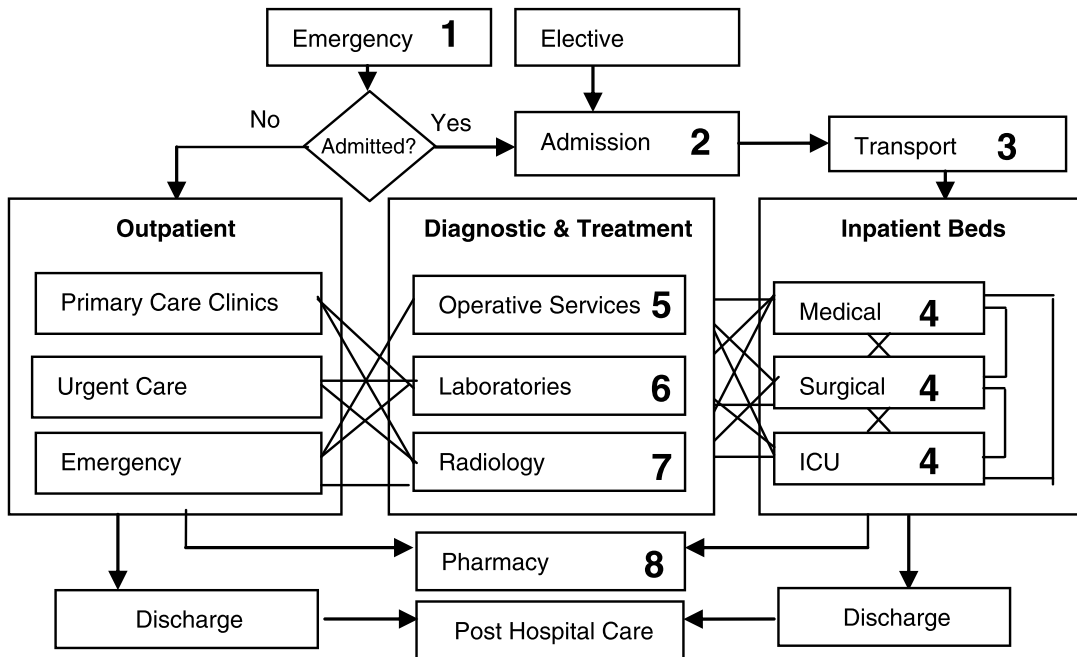 Emergency 1
Elective
No
Admitted?
Yes
Admission 2
Transport 3
Outpatient
Primary Care Clinics
Urgent Care
Emergency
Diagnostic & Treatment
Operative Services 5
Laboratories 6
Radiology 7
Inpatient Beds
Medical 4
Surgical 4
ICU 4
Pharmacy 8
Discharge
Post Hospital Care
Discharge